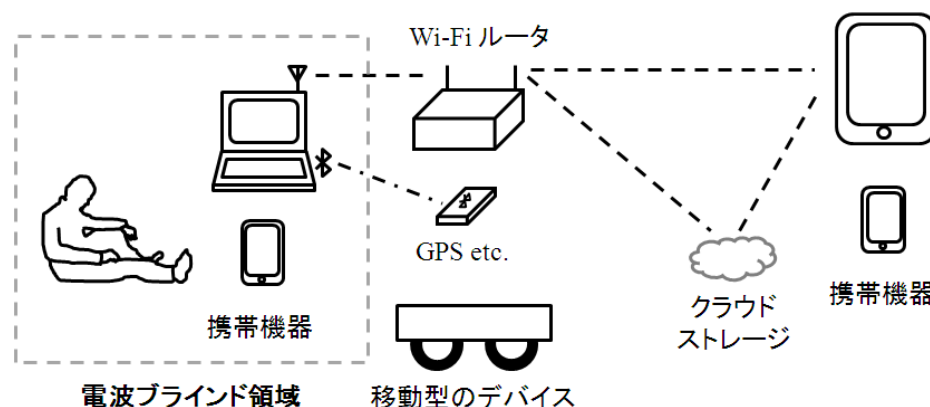 Wi-Fi ルータ
GPS etc.
携帯機器
電波ブラインド領域
移動型のデバイス
クラウド
ストレージ
携帯機器